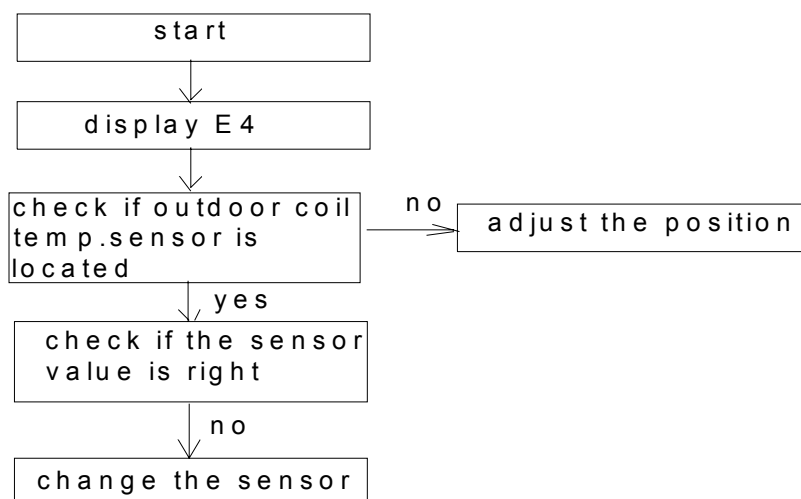 start
display E4
check if outdoor coil
temp.sensor is
located
no
adjust the position
yes
check if the sensor
value is right
no
change the sensor